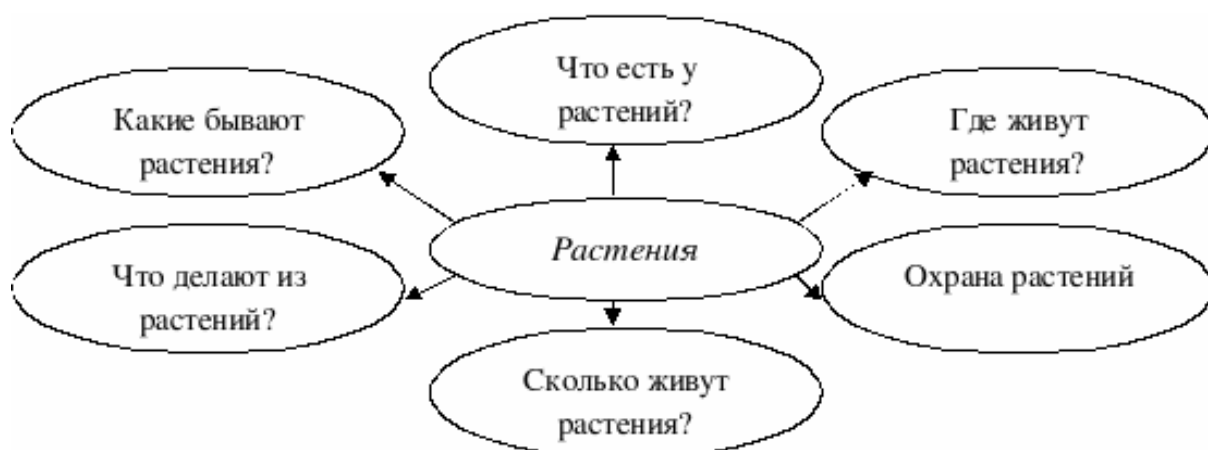 Что есть у
растений?
Какие бывают
растения?
Где живут
растения?
Растения
Что делают из
растений?
Охрана растений
Сколько живут
растения?